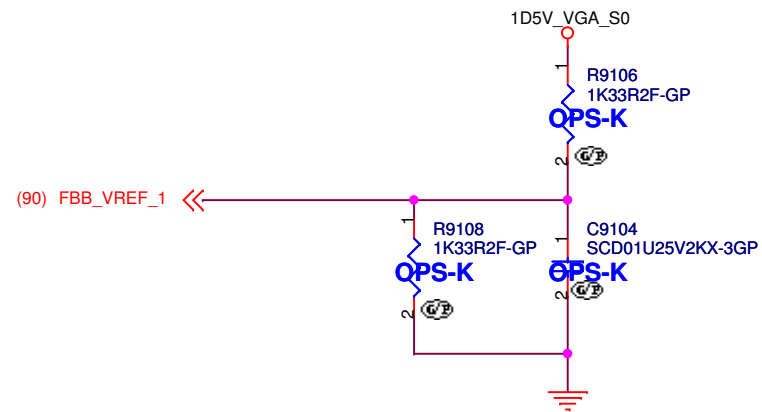 1D5V_VGA_S0
1
R9106
1K33R2F-GP
OPS-K
2
G/P
(90) FBB_VREF_1
1
R9108
1K33R2F-GP
OPS-K
2
G/P
1
C9104
SCD01U25V2KX-3GP
OPS-K
2
G/P